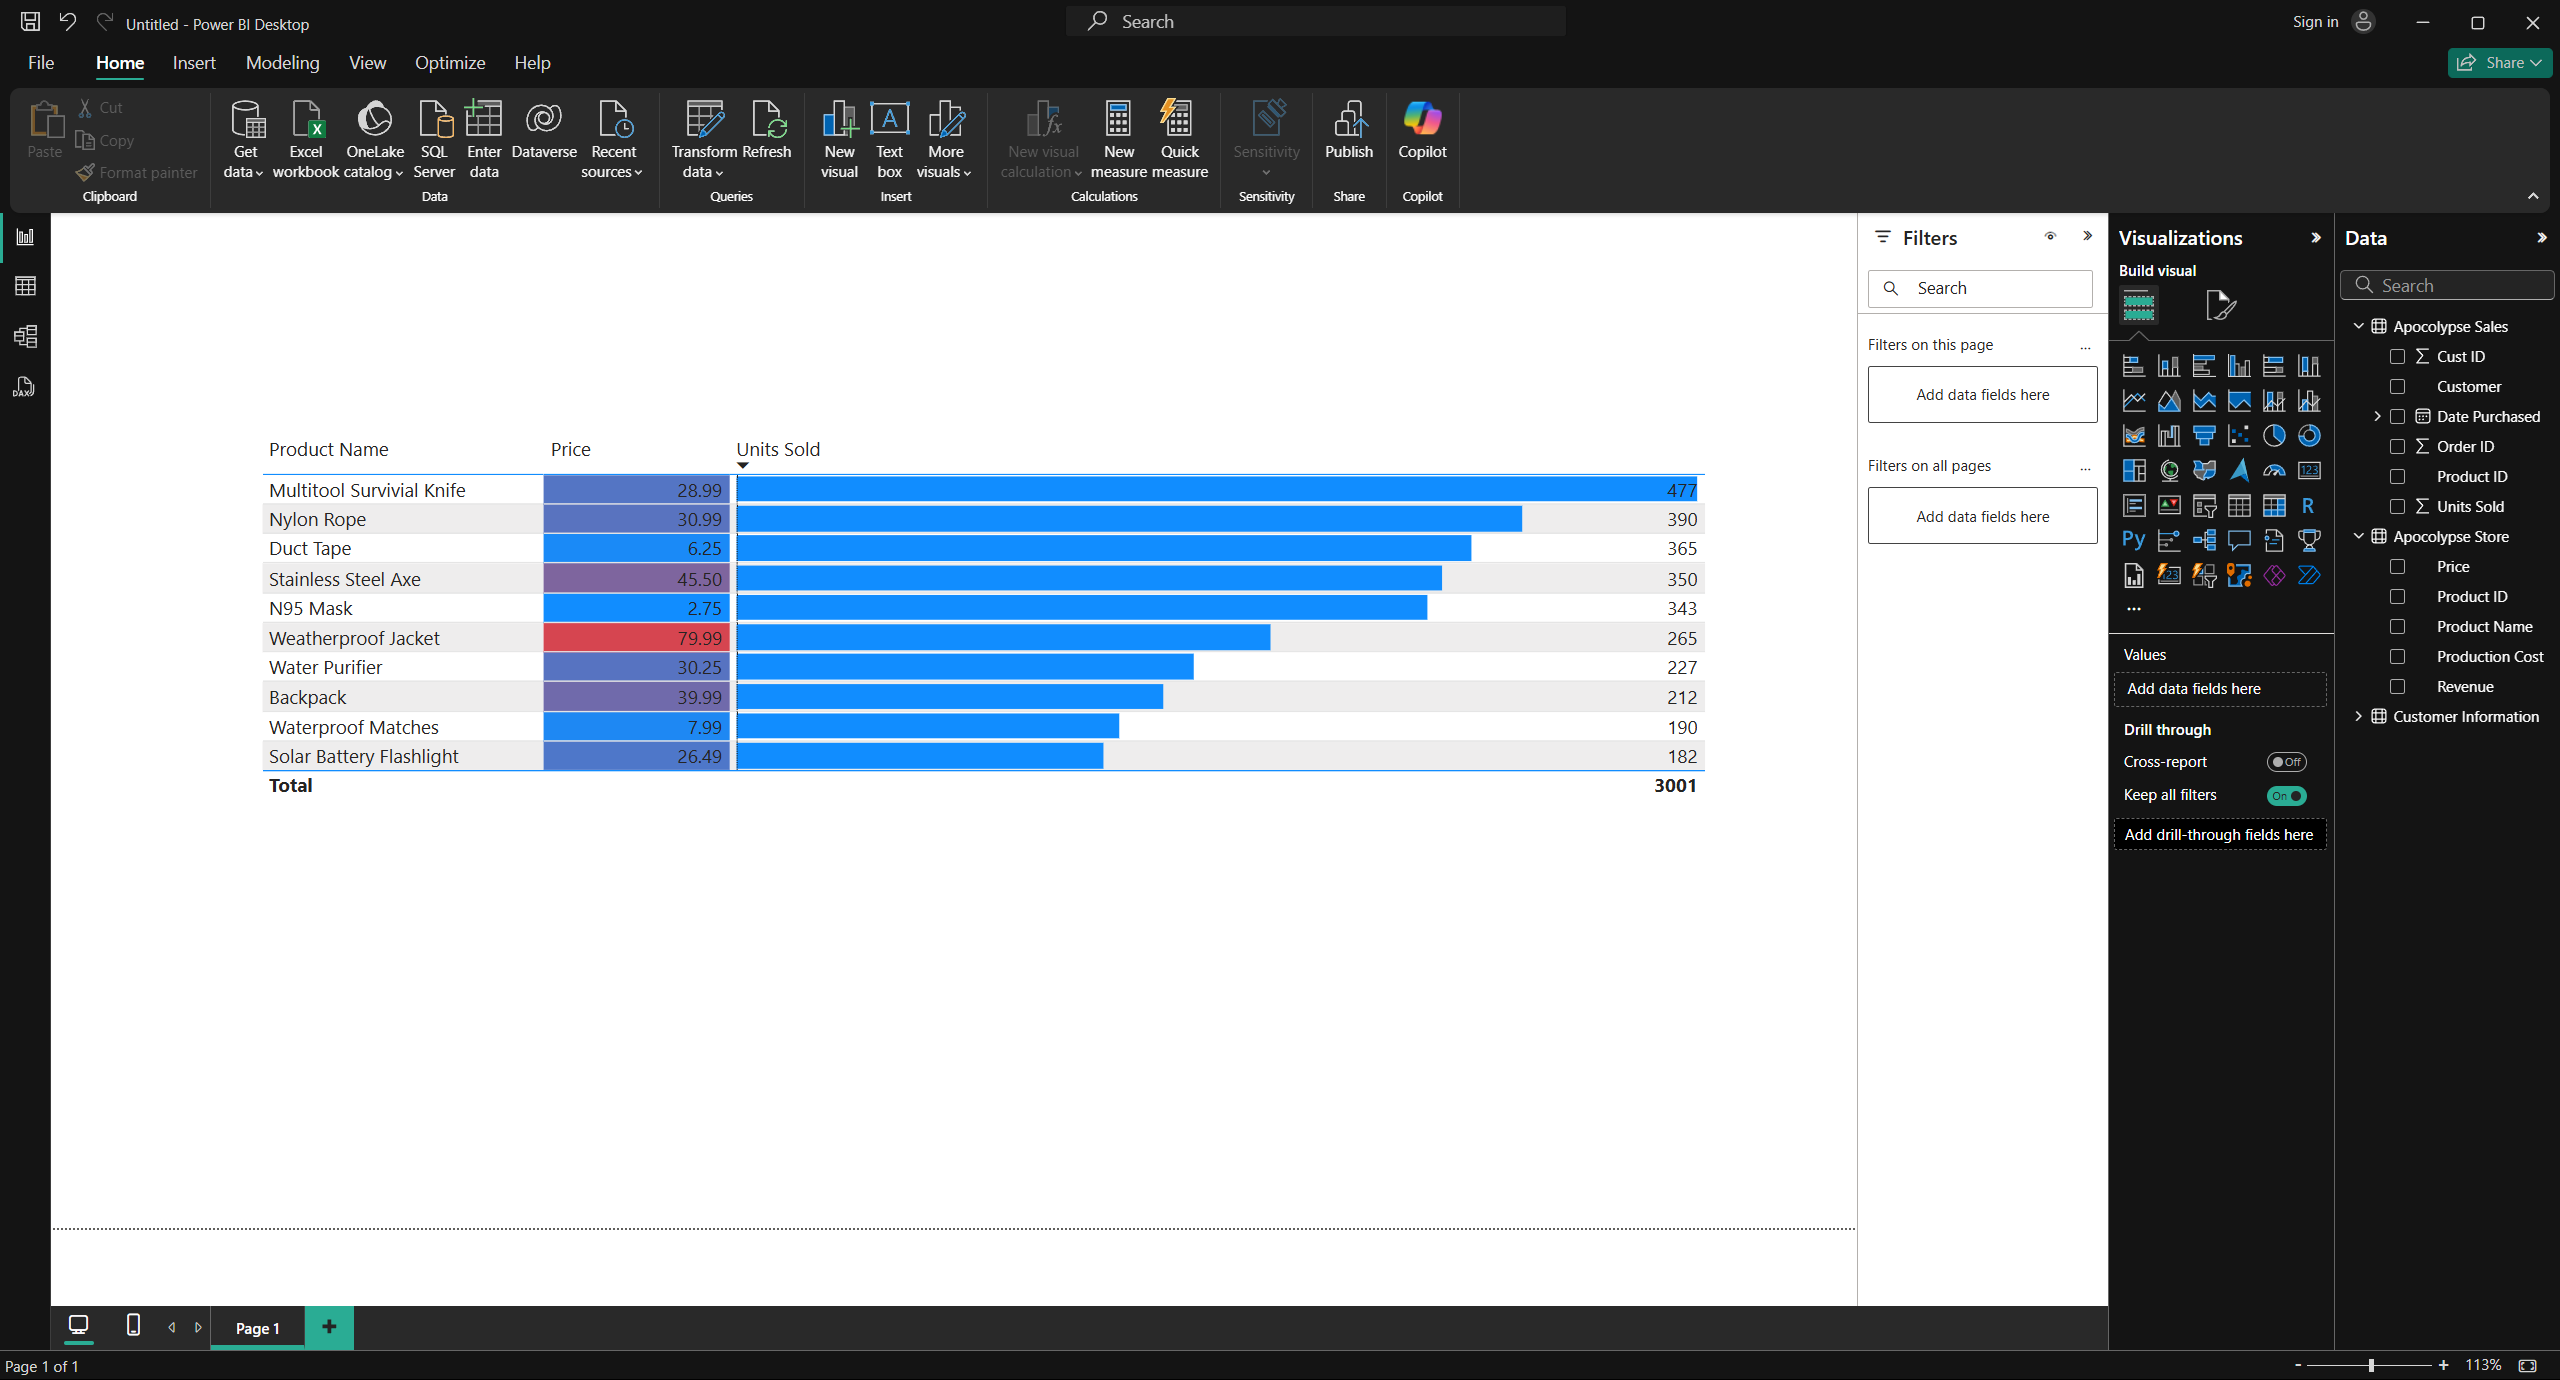 Untitled - Power BI Desktop
Search
Sign in
File Home Insert Modeling View Optimize Help
Share
Paste
Cut
Copy
Format painter
Clipboard
Get data
Excel workbook
OneLake catalog
SQL Server
Enter data
Dataverse
Recent sources
Data
Transform data
Refresh
Queries
New visual
Text box
More visuals
Insert
New visual calculation
New measure
Quick measure
Calculations
Sensitivity
Sensitivity
Publish
Share
Copilot
Copilot
DAX
Product Name Price Units Sold
Multitool Survivial Knife 28.99 477
Nylon Rope 30.99 390
Duct Tape 6.25 365
Stainless Steel Axe 45.50 350
N95 Mask 2.75 343
Weatherproof Jacket 79.99 265
Water Purifier 30.25 227
Backpack 39.99 212
Waterproof Matches 7.99 190
Solar Battery Flashlight 26.49 182
Total 3001
Filters
Search
Filters on this page ...
Add data fields here
Filters on all pages ...
Add data fields here
Visualizations
Build visual
123
R
Py
123
...
Values
Add data fields here
Drill through
Cross-report Off
Keep all filters On
Add drill-through fields here
Data
Search
Apocolypse Sales
Σ Cust ID
Customer
Date Purchased
Σ Order ID
Product ID
Σ Units Sold
Apocolypse Store
Price
Product ID
Product Name
Production Cost
Revenue
Customer Information
Page 1 +
Page 1 of 1
- + 113%